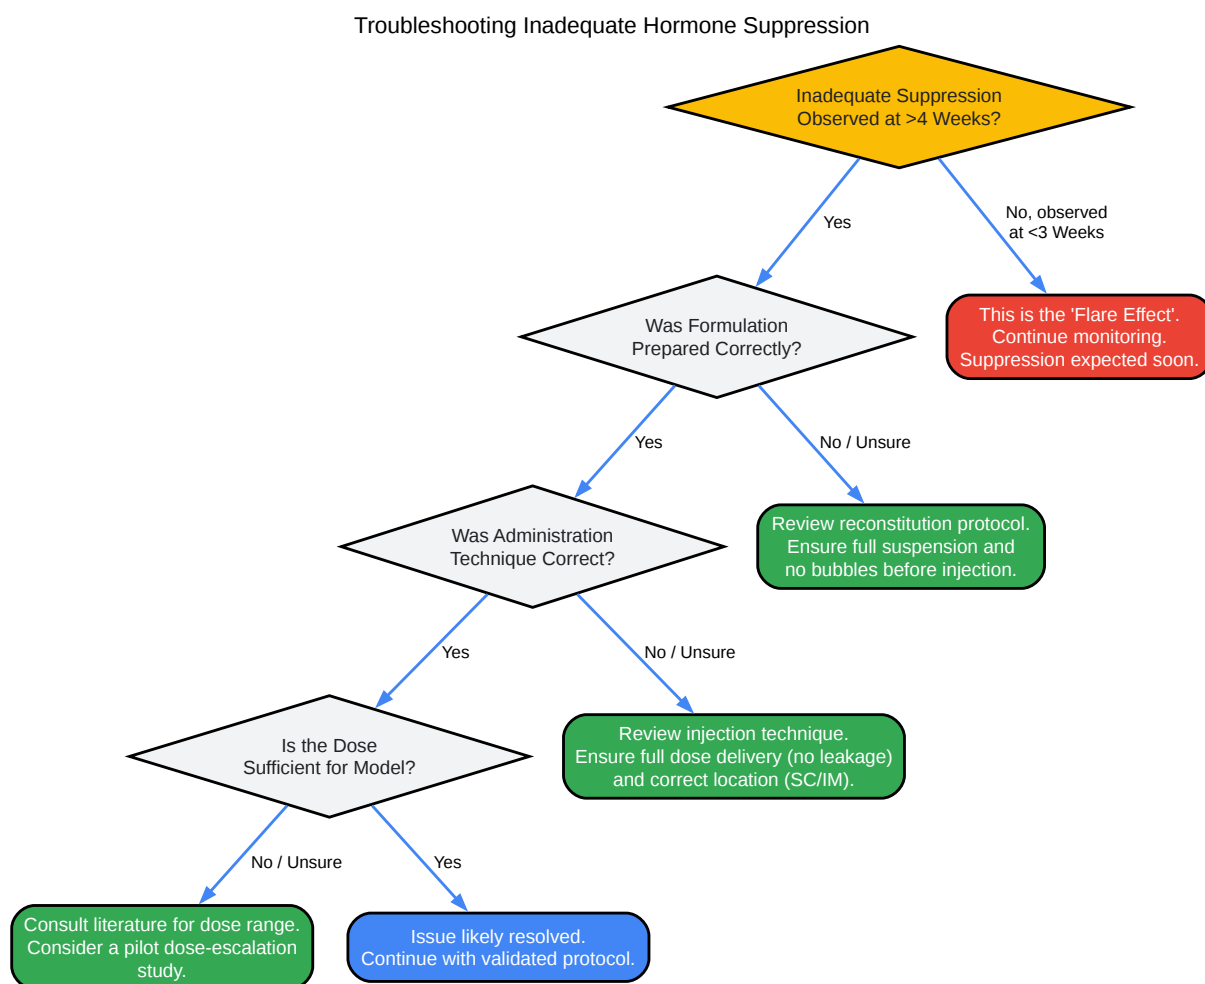 Troubleshooting Inadequate Hormone Suppression
Inadequate Suppression
Observed at >4 Weeks?
Yes
No, observed
at <3 Weeks
Was Formulation
Prepared Correctly?
This is the 'Flare Effect'.
Continue monitoring.
Suppression expected soon.
Yes
No / Unsure
Was Administration
Technique Correct?
Review reconstitution protocol.
Ensure full suspension and
no bubbles before injection.
Yes
No / Unsure
Is the Dose
Sufficient for Model?
Review injection technique.
Ensure full dose delivery (no leakage)
and correct location (SC/IM).
No / Unsure
Yes
Consult literature for dose range.
Consider a pilot dose-escalation
study.
Issue likely resolved.
Continue with validated protocol.